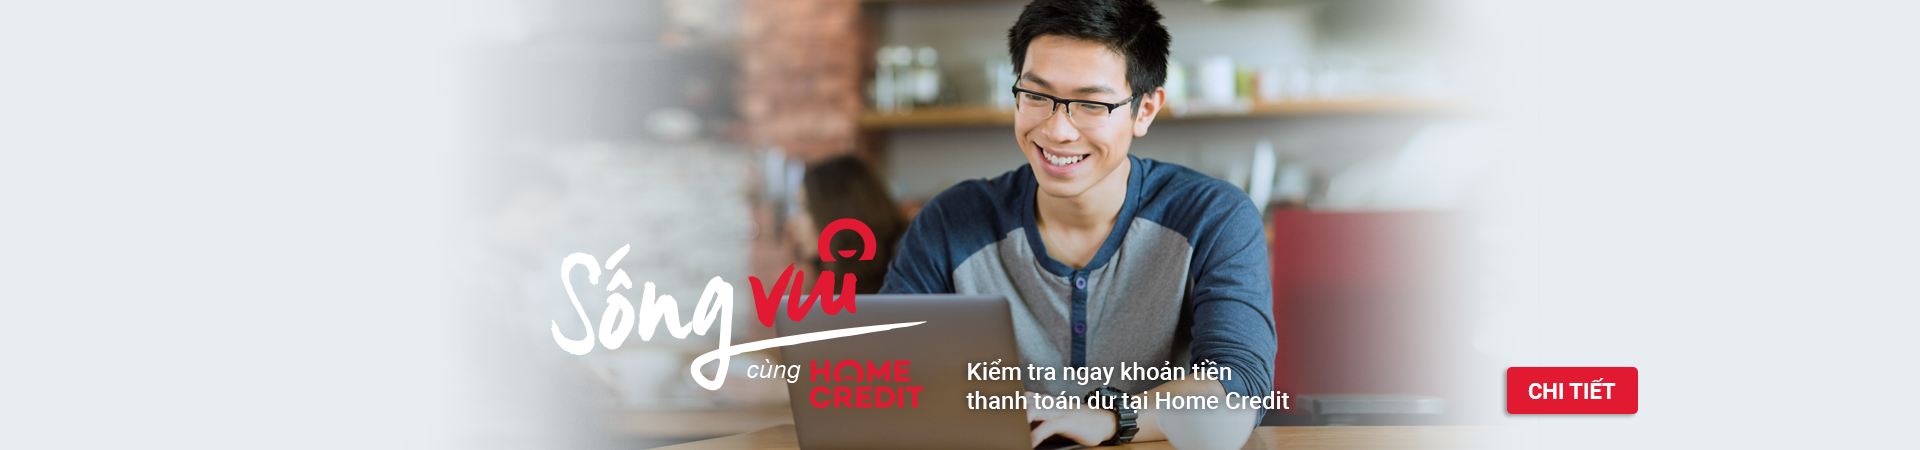 Sống vui
cùng HOME
CREDIT
Kiểm tra ngay khoản tiền
thanh toán dư tại Home Credit
CHI TIẾT